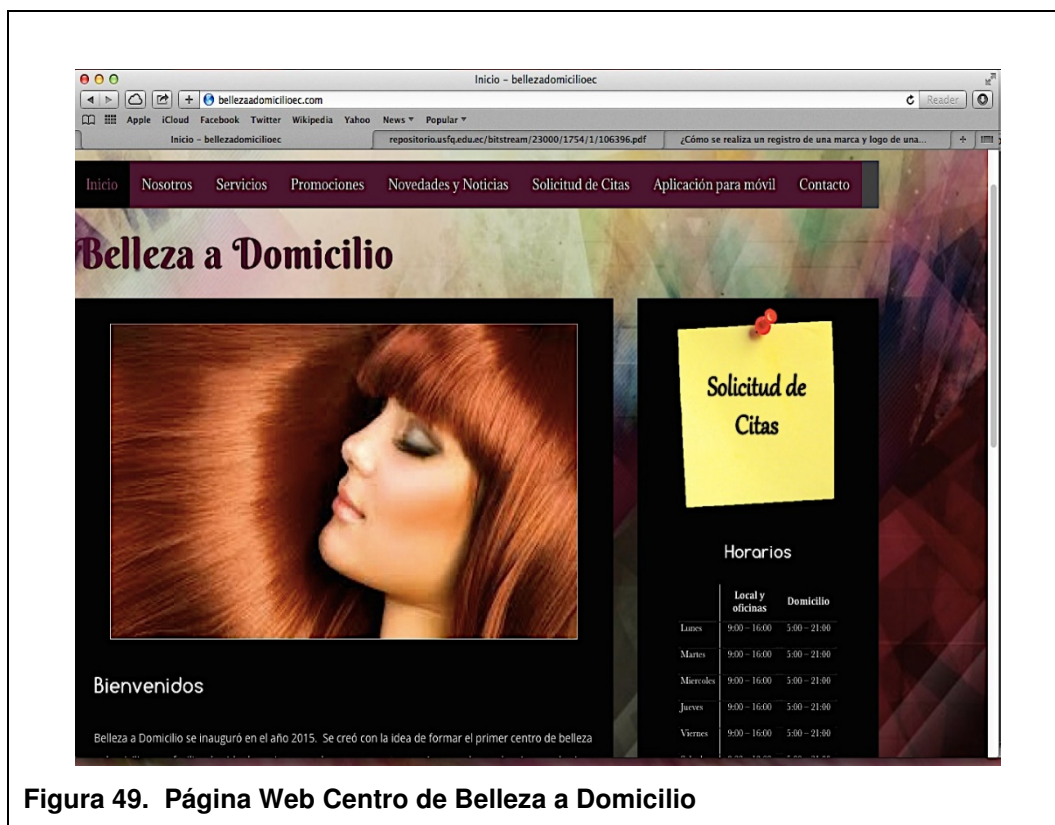 Inicio – bellezadomicilioec
bellezaadomicilioec.com
Reader
Apple iCloud Facebook Twitter Wikipedia Yahoo News Popular
Inicio – bellezadomicilioec
repositorio.usfq.edu.ec/bitstream/23000/1754/1/106396.pdf
¿Cómo se realiza un registro de una marca y logo de una...
Inicio Nosotros Servicios Promociones Novedades y Noticias Solicitud de Citas Aplicación para móvil Contacto
Belleza a Domicilio
Solicitud de
Citas
Horarios
Local y
oficinas
Domicilio
Lunes 9:00 – 16:00 5:00 – 21:00
Martes 9:00 – 16:00 5:00 – 21:00
Miercoles 9:00 – 16:00 5:00 – 21:00
Jueves 9:00 – 16:00 5:00 – 21:00
Viernes 9:00 – 16:00 5:00 – 21:00
Bienvenidos
Belleza a Domicilio se inauguró en el año 2015. Se creó con la idea de formar el primer centro de belleza
Figura 49. Página Web Centro de Belleza a Domicilio